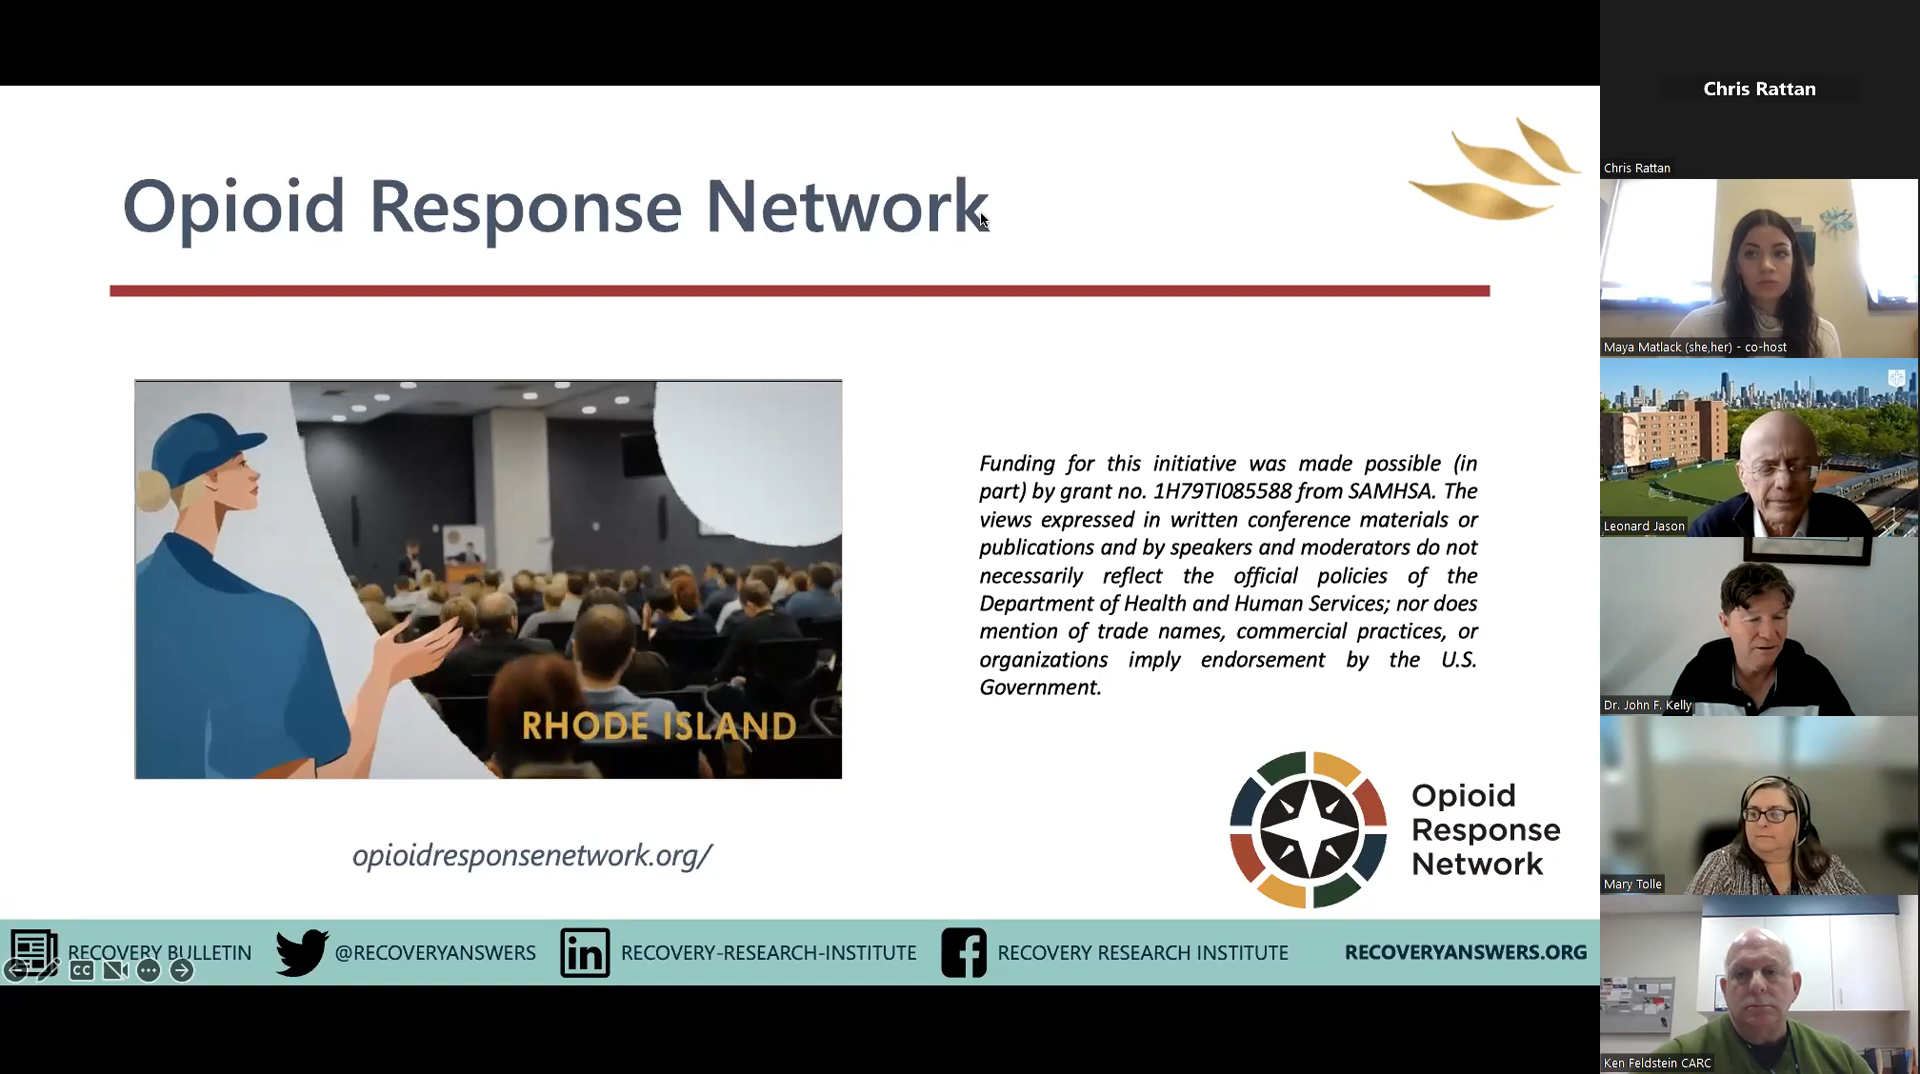 Opioid Response Network
RHODE ISLAND
opioidresponsenetwork.org/
Funding for this initiative was made possible (in
part) by grant no. 1H79TI085588 from SAMHSA. The
views expressed in written conference materials or
publications and by speakers and moderators do not
necessarily reflect the official policies of the
Department of Health and Human Services; nor does
mention of trade names, commercial practices, or
organizations imply endorsement by the U.S.
Government.
Opioid
Response
Network
RECOVERY BULLETIN
@RECOVERYANSWERS
in
RECOVERY-RESEARCH-INSTITUTE
f
RECOVERY RESEARCH INSTITUTE
RECOVERYANSWERS.ORG
CC
Chris Rattan
Chris Rattan
Maya Matlack (she,her) - co-host
Leonard Jason
Dr. John F. Kelly
Mary Tolle
Ken Feldstein CARC